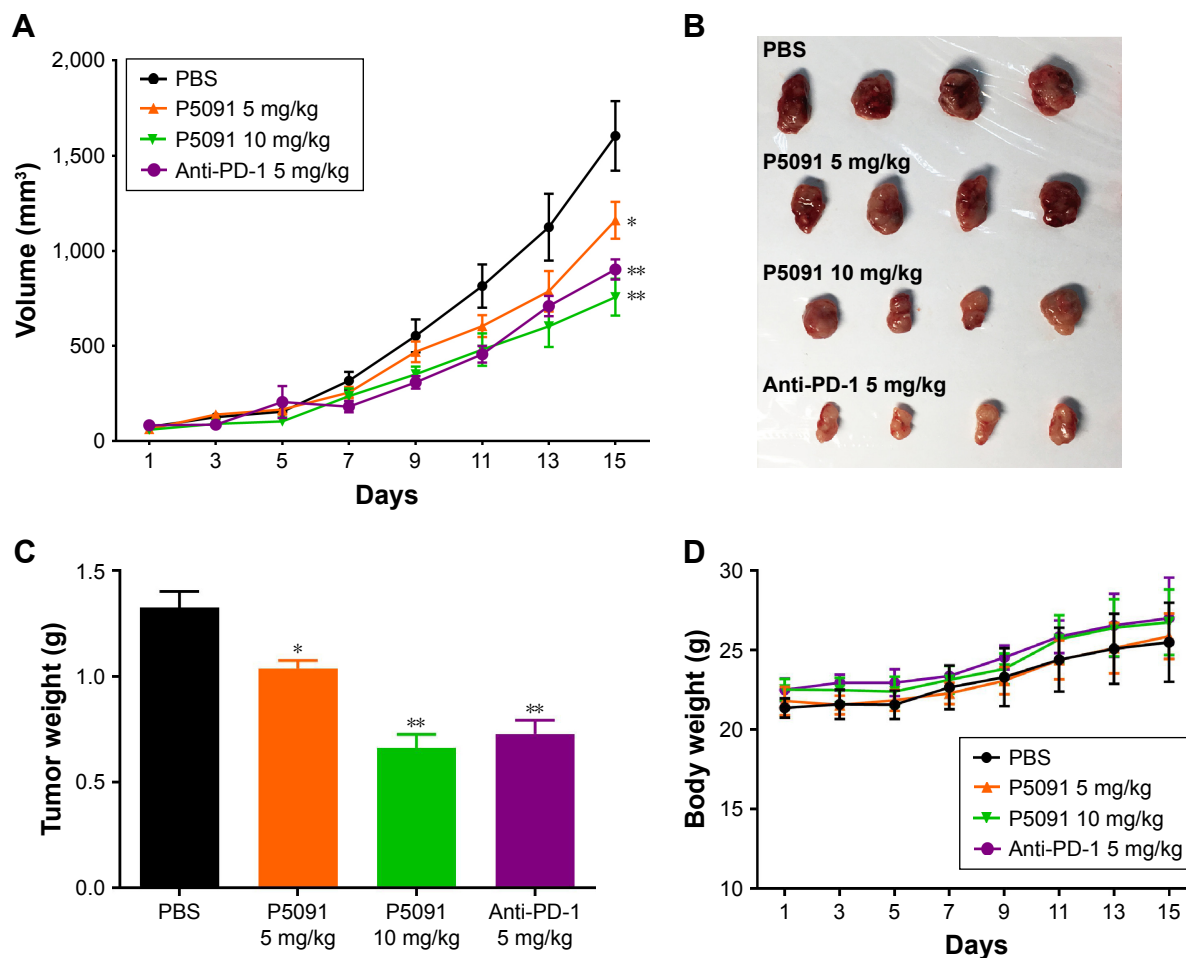 A
2,000
1,500
1,000
500
0
Volume (mm³)
PBS
P5091 5 mg/kg
P5091 10 mg/kg
Anti-PD-1 5 mg/kg
*
**
**
1 3 5 7 9 11 13 15
Days
B
PBS
P5091 5 mg/kg
P5091 10 mg/kg
Anti-PD-1 5 mg/kg
C
1.5
1.0
0.5
0.0
Tumor weight (g)
*
**
**
PBS
P5091
5 mg/kg
P5091
10 mg/kg
Anti-PD-1
5 mg/kg
D
30
25
20
15
10
Body weight (g)
PBS
P5091 5 mg/kg
P5091 10 mg/kg
Anti-PD-1 5 mg/kg
1 3 5 7 9 11 13 15
Days